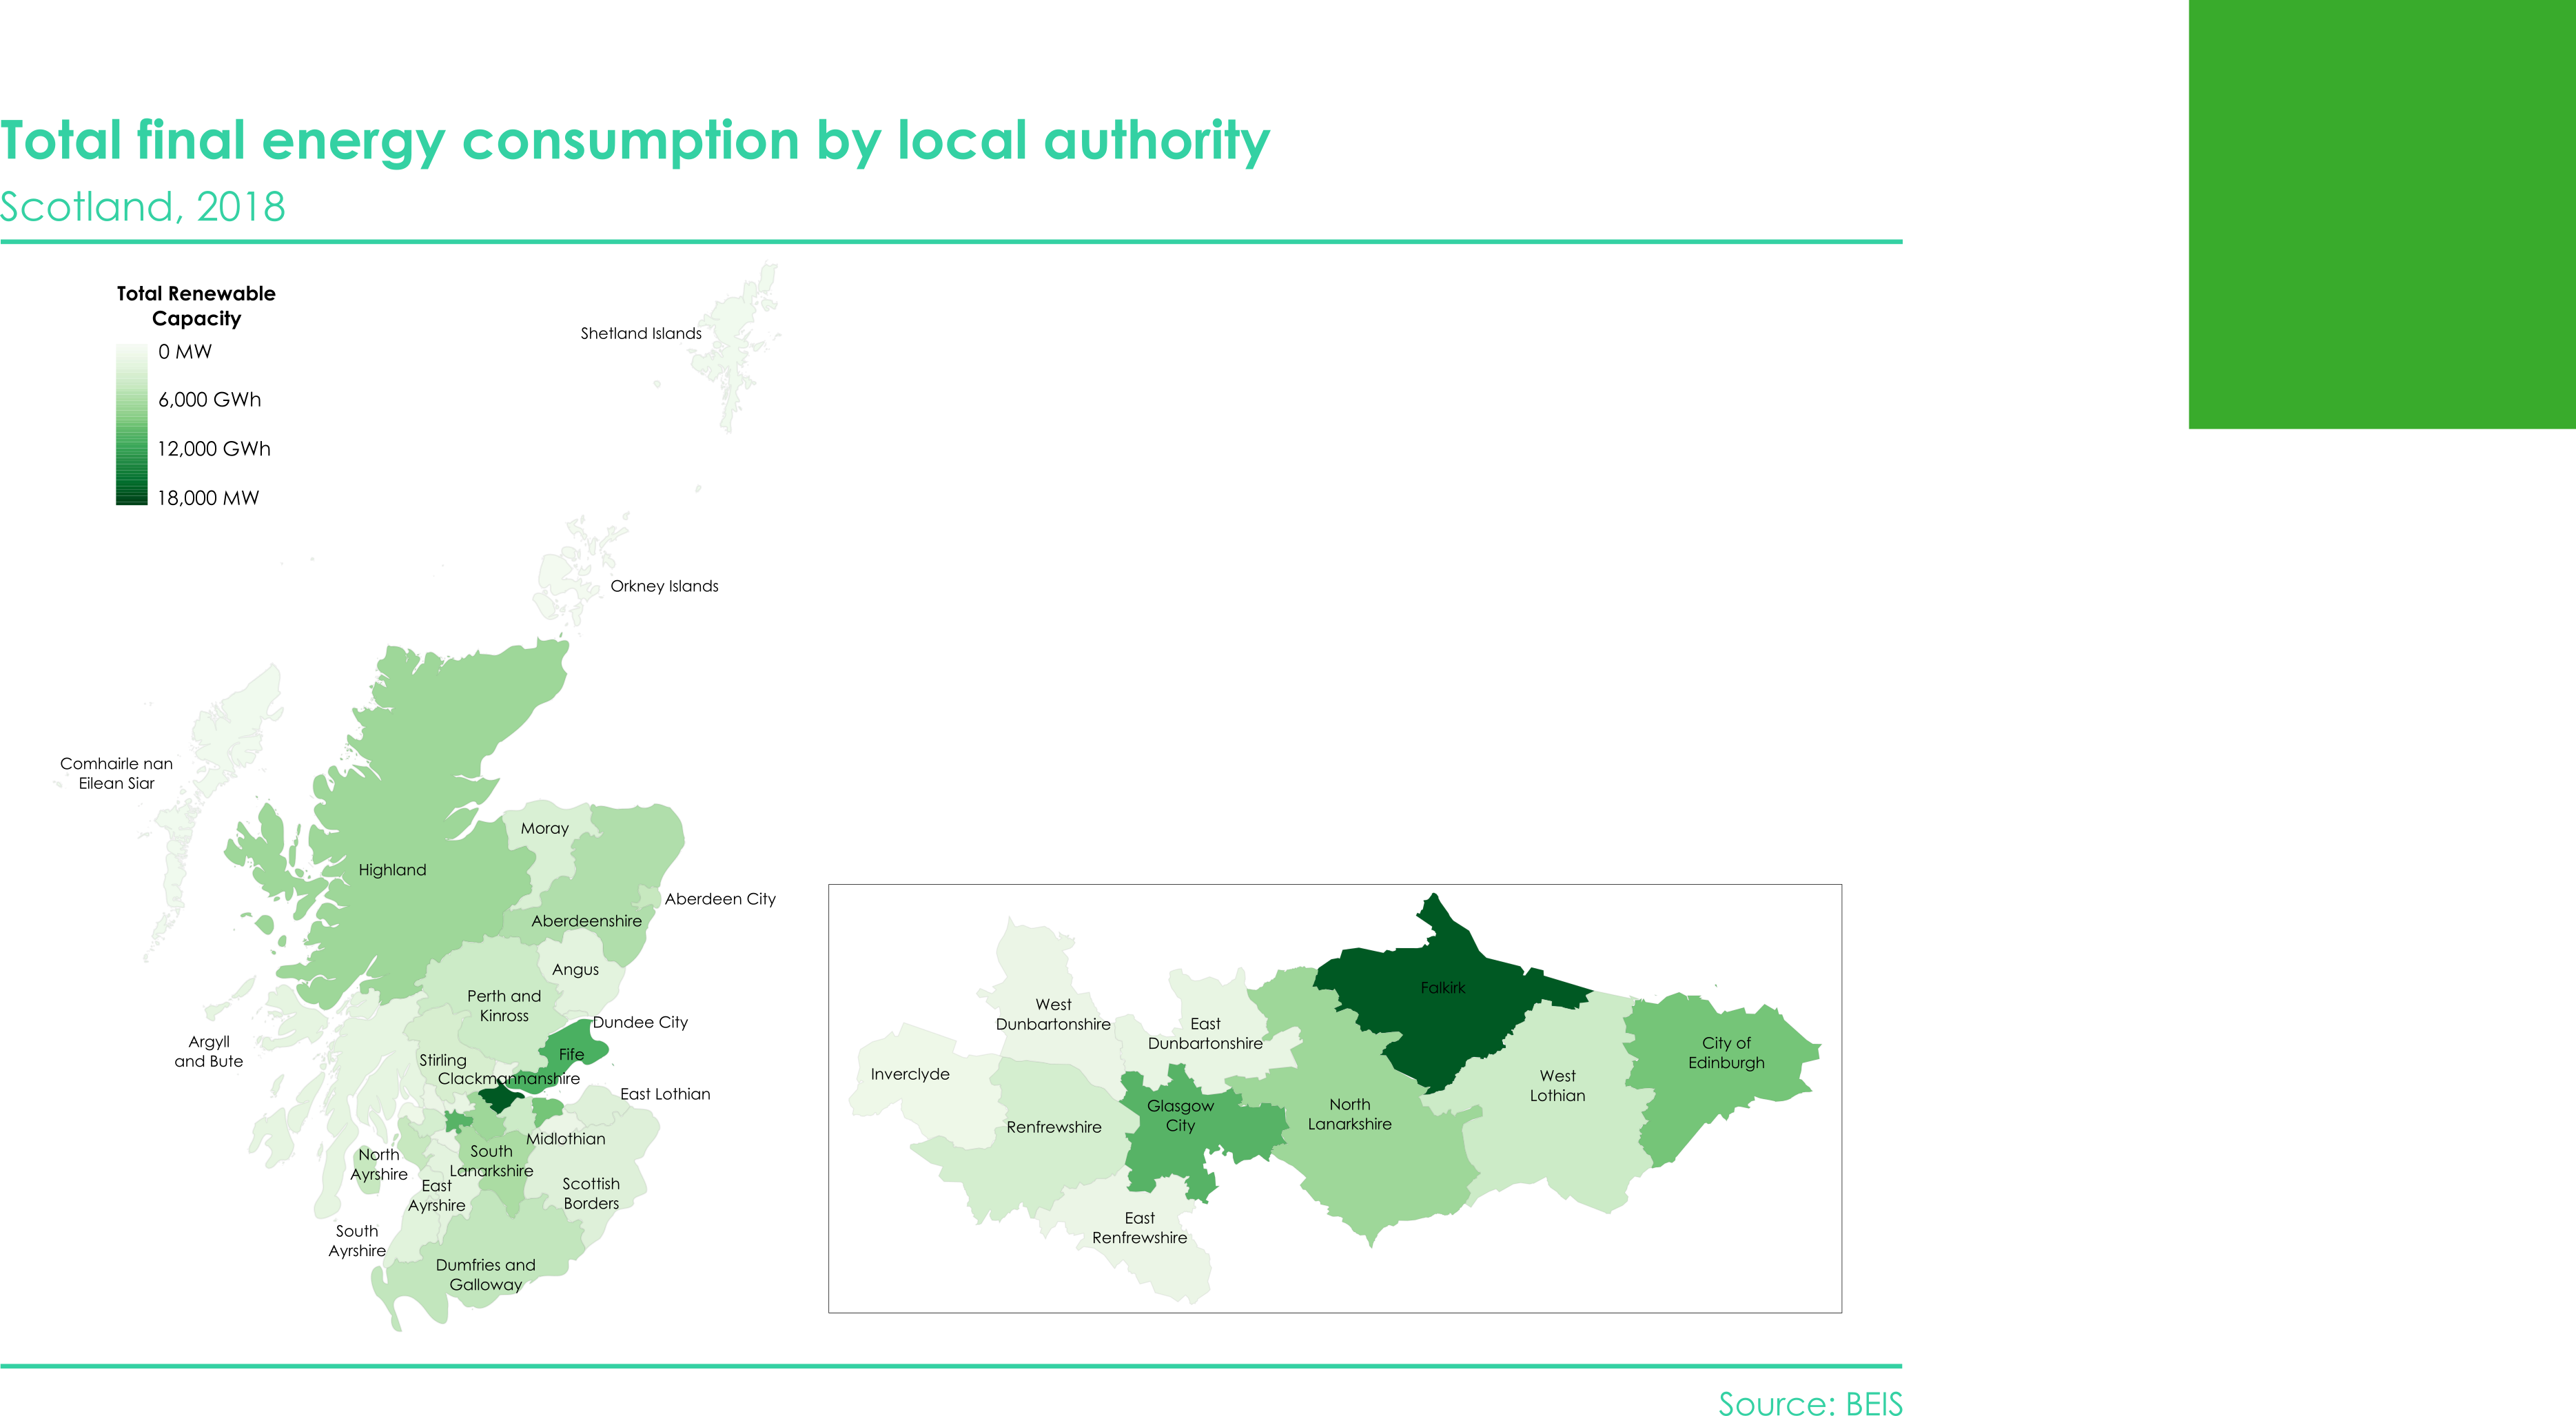 Total final energy consumption by local authority
Scotland, 2018
Total Renewable
Capacity
0 MW
6,000 GWh
12,000 GWh
18,000 MW
Shetland Islands
Orkney Islands
Comhairle nan
Eilean Siar
Moray
Highland
Aberdeen City
Aberdeenshire
Angus
Perth and
Kinross
Dundee City
Argyll
and Bute
Fife
Stirling
Clackmannanshire
East Lothian
Midlothian
North
Ayrshire
South
Lanarkshire
East
Ayrshire
Scottish
Borders
South
Ayrshire
Dumfries and
Galloway
Falkirk
West
Dunbartonshire
East
Dunbartonshire
City of
Edinburgh
Inverclyde
West
Lothian
Glasgow
City
North
Lanarkshire
Renfrewshire
East
Renfrewshire
Source: BEIS